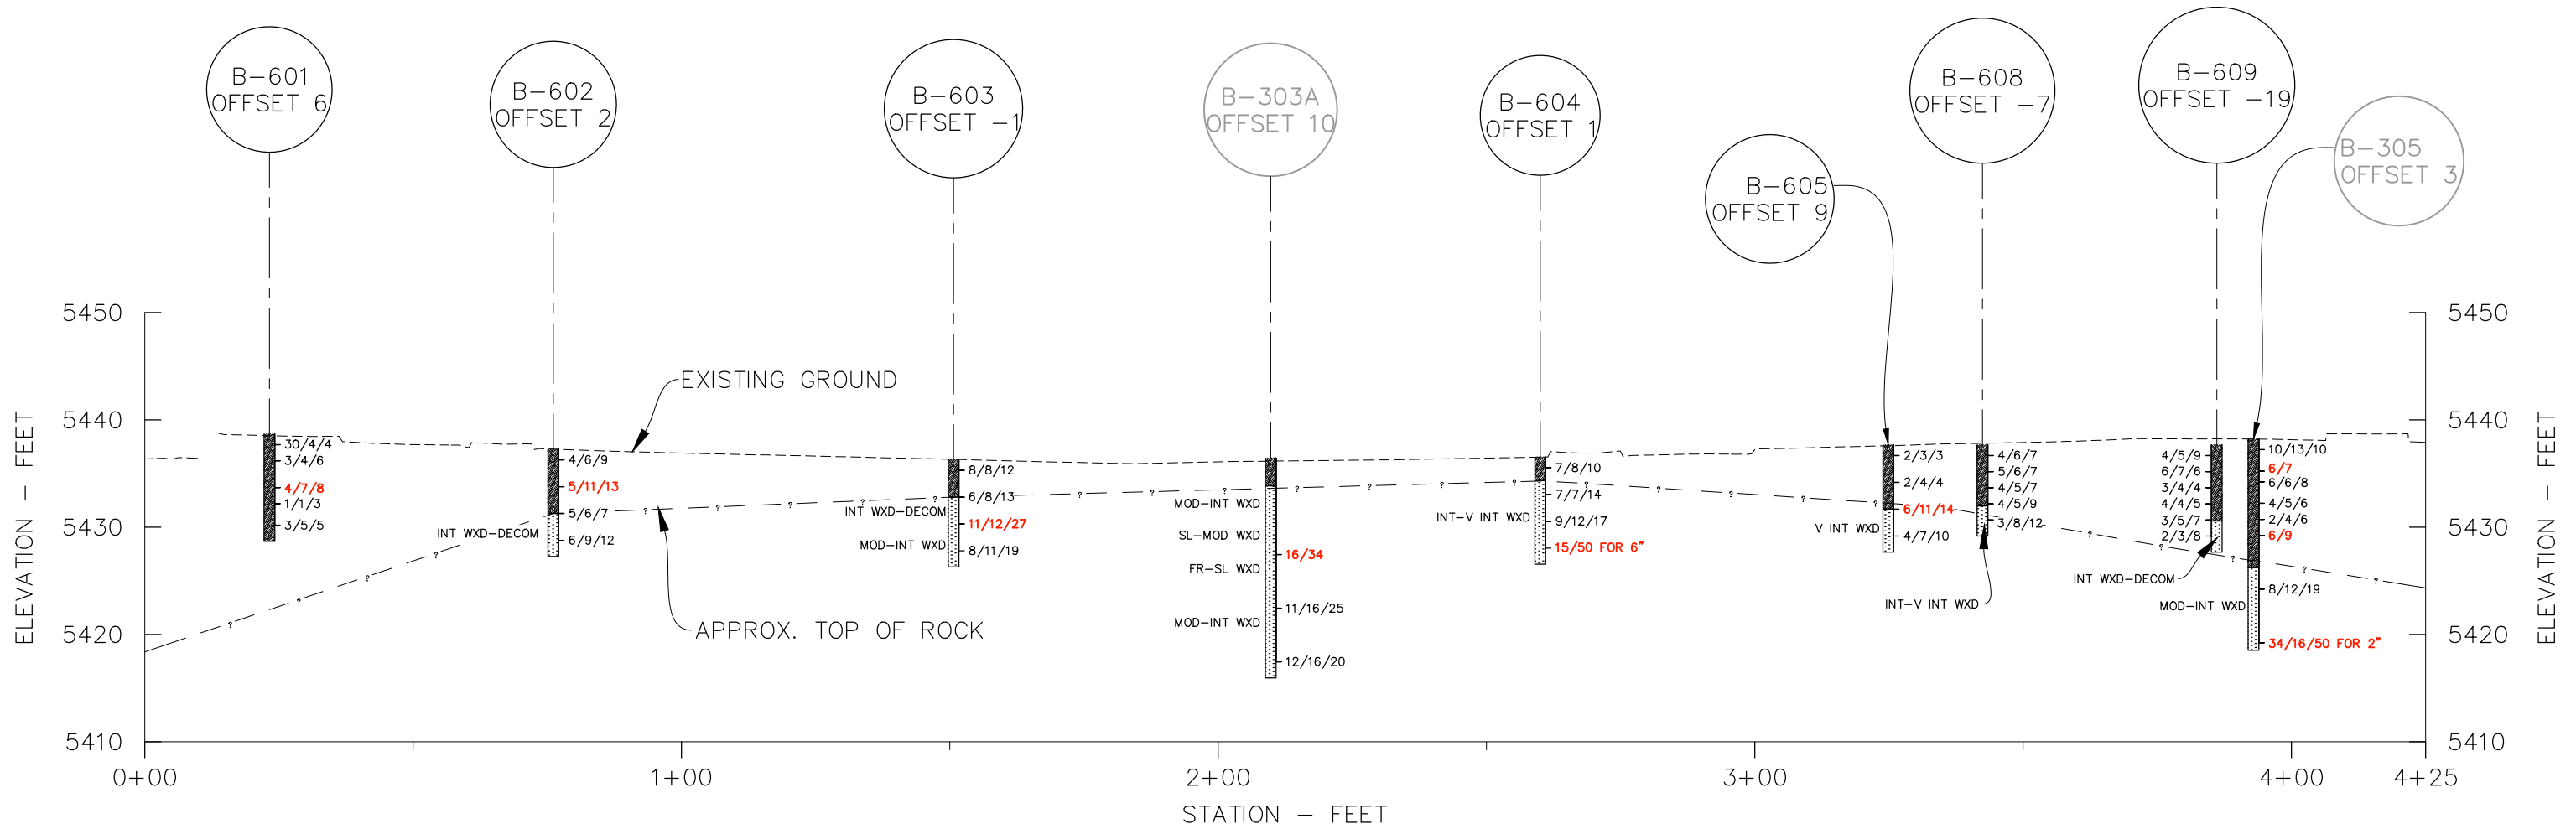 B-601
OFFSET 6
B-602
OFFSET 2
B-603
OFFSET -1
B-303A
OFFSET 10
B-604
OFFSET 1
B-605
OFFSET 9
B-608
OFFSET -7
B-609
OFFSET -19
B-305
OFFSET 3
ELEVATION - FEET
5450
5440
5430
5420
5410
EXISTING GROUND
APPROX. TOP OF ROCK
30/4/4
3/4/6
4/7/8
1/1/3
3/5/5
4/6/9
5/11/13
5/6/7
6/9/12
INT WXD-DECOM
8/8/12
6/8/13
11/12/27
8/11/19
INT WXD-DECOM
MOD-INT WXD
MOD-INT WXD
SL-MOD WXD
FR-SL WXD
MOD-INT WXD
16/34
11/16/25
12/16/20
7/8/10
7/7/14
9/12/17
15/50 FOR 6"
INT-V INT WXD
2/3/3
2/4/4
6/11/14
4/7/10
V INT WXD
4/6/7
5/6/7
4/5/7
4/5/9
3/8/12
INT-V INT WXD
4/5/9
6/7/6
3/4/4
4/4/5
3/5/7
2/3/8
INT WXD-DECOM
10/13/10
6/7
6/6/8
4/5/6
2/4/6
6/9
8/12/19
34/16/50 FOR 2"
MOD-INT WXD
? ? ? ? ? ? ? ? ? ? ? ? ? ? ? ? ? ? ? ? ?
5450
5440
5430
5420
5410
ELEVATION - FEET
0+00
1+00
2+00
3+00
4+00
4+25
STATION - FEET